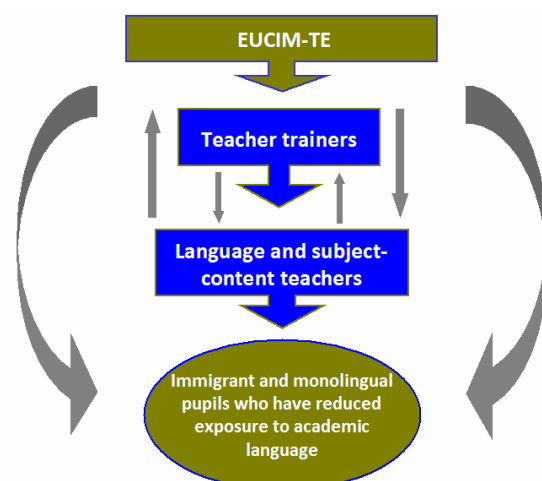 EUCIM-TE
Teacher trainers
Language and subject-
content teachers
Immigrant and monolingual
pupils who have reduced
exposure to academic
language